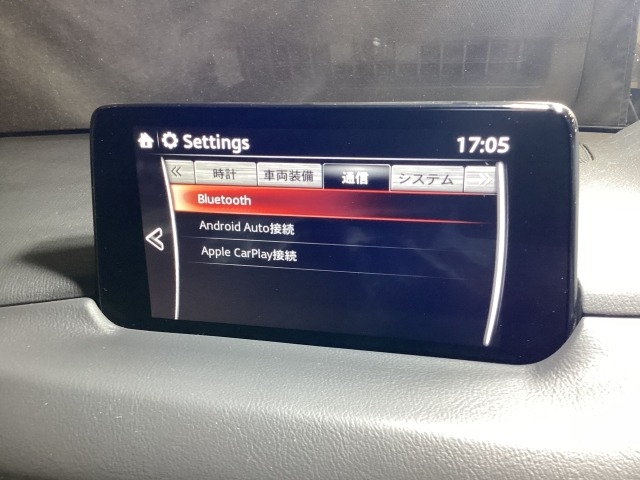 Settings 17:05
時計 車両装備 通信 システム
Bluetooth
Android Auto接続
Apple CarPlay接続